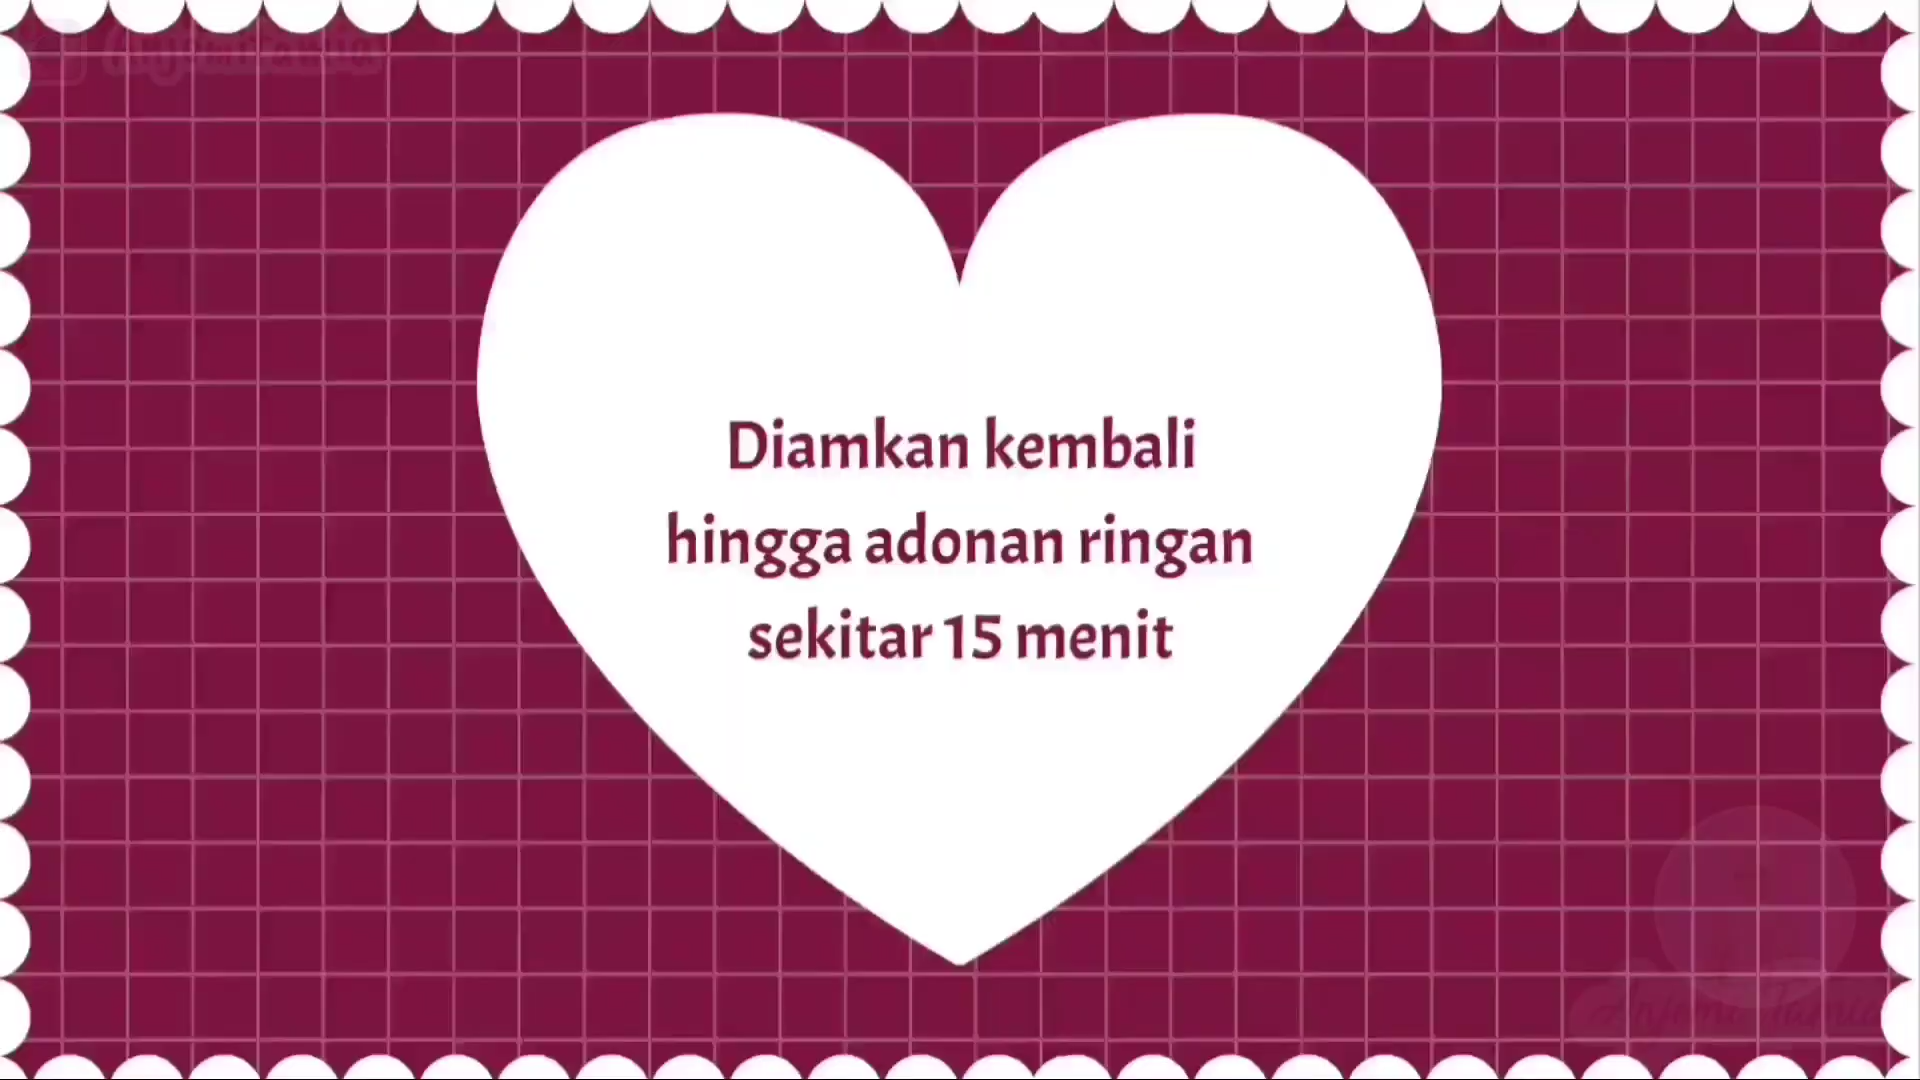 Diamkan kembali
hingga adonan ringan
sekitar 15 menit